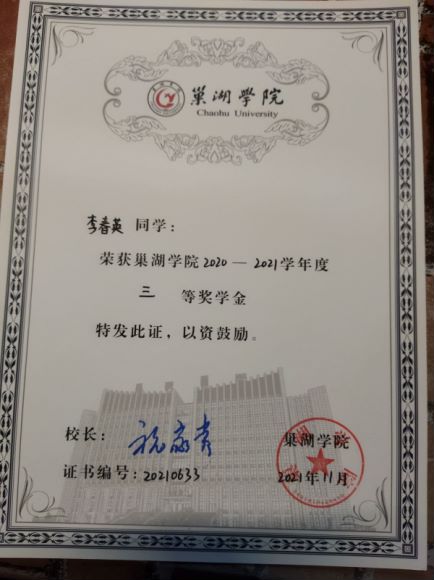 巢湖學院
Chaohu University
李春英 同学：
荣获巢湖学院2020—2021学年度
三 等奖学金
特发此证，以资鼓励。
校长：
巢湖学院
证书编号：20210633
2021年11月